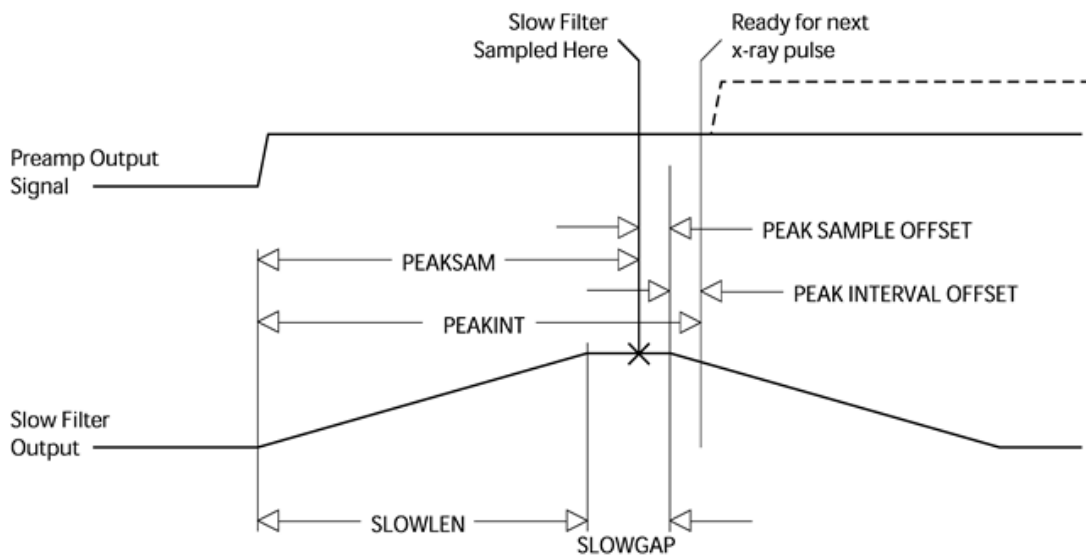 Slow Filter
Sampled Here
Ready for next
x-ray pulse
Preamp Output
Signal
PEAK SAMPLE OFFSET
PEAKSAM
PEAK INTERVAL OFFSET
PEAKINT
Slow Filter
Output
SLOWLEN
SLOWGAP